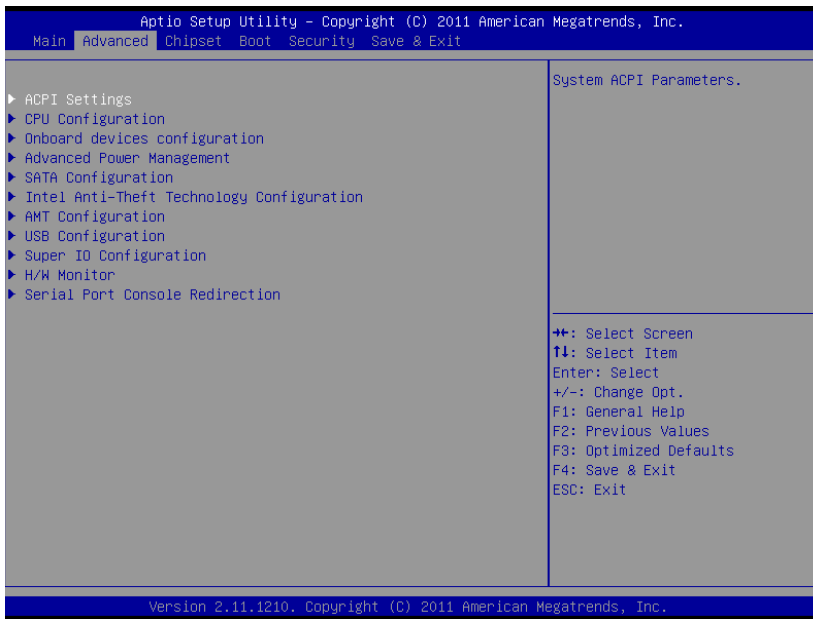 Aptio Setup Utility – Copyright (C) 2011 American Megatrends, Inc.
Main Advanced Chipset Boot Security Save & Exit
ACPI Settings
CPU Configuration
Onboard devices configuration
Advanced Power Management
SATA Configuration
Intel Anti-Theft Technology Configuration
AMT Configuration
USB Configuration
Super IO Configuration
H/W Monitor
Serial Port Console Redirection
System ACPI Parameters.
→←: Select Screen
↑↓: Select Item
Enter: Select
+/-: Change Opt.
F1: General Help
F2: Previous Values
F3: Optimized Defaults
F4: Save & Exit
ESC: Exit
Version 2.11.1210. Copyright (C) 2011 American Megatrends, Inc.